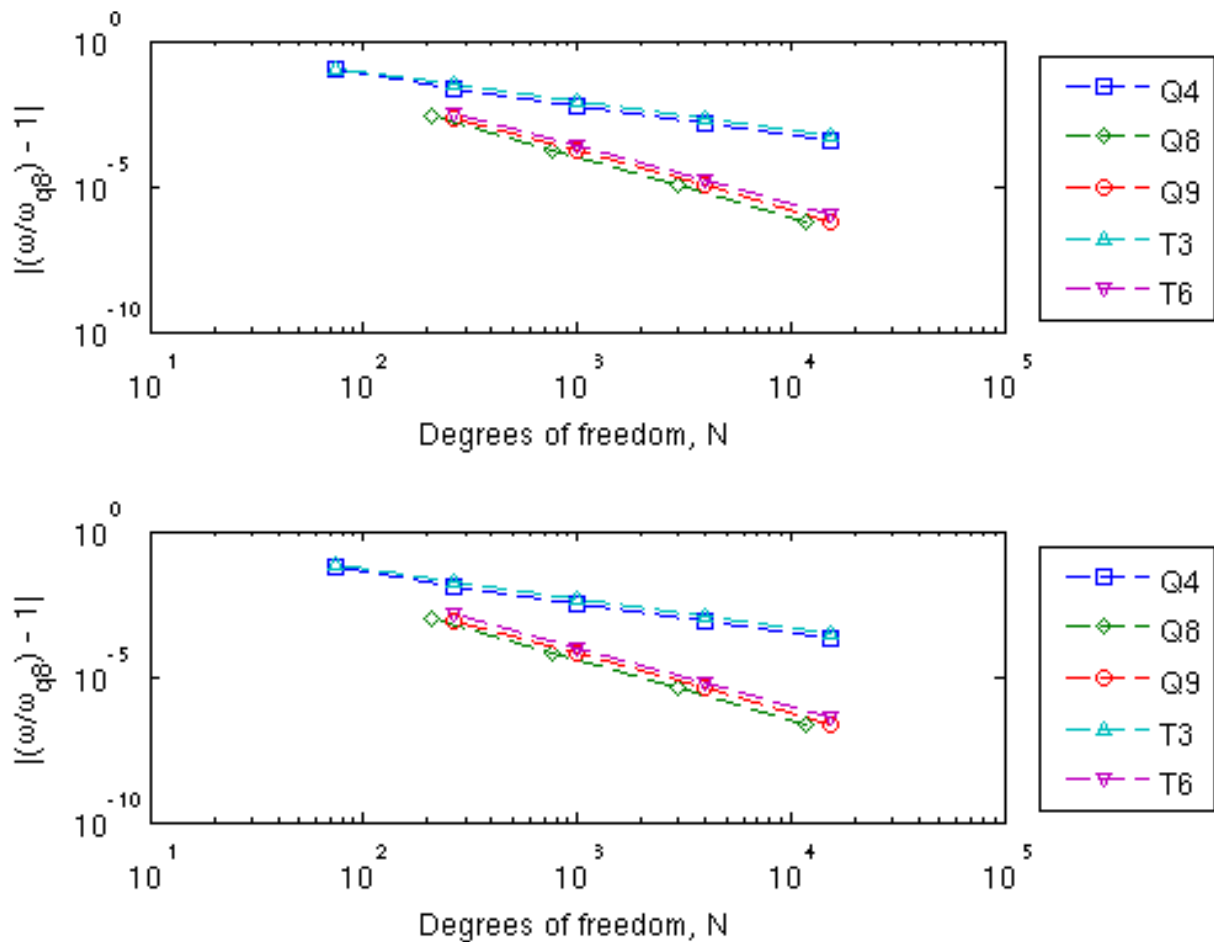 10^0
10^-5
10^-10
|(ω/ω_q8) - 1|
10^1 10^2 10^3 10^4 10^5
Degrees of freedom, N
Q4
Q8
Q9
T3
T6
10^0
10^-5
10^-10
|(ω/ω_q8) - 1|
10^1 10^2 10^3 10^4 10^5
Degrees of freedom, N
Q4
Q8
Q9
T3
T6